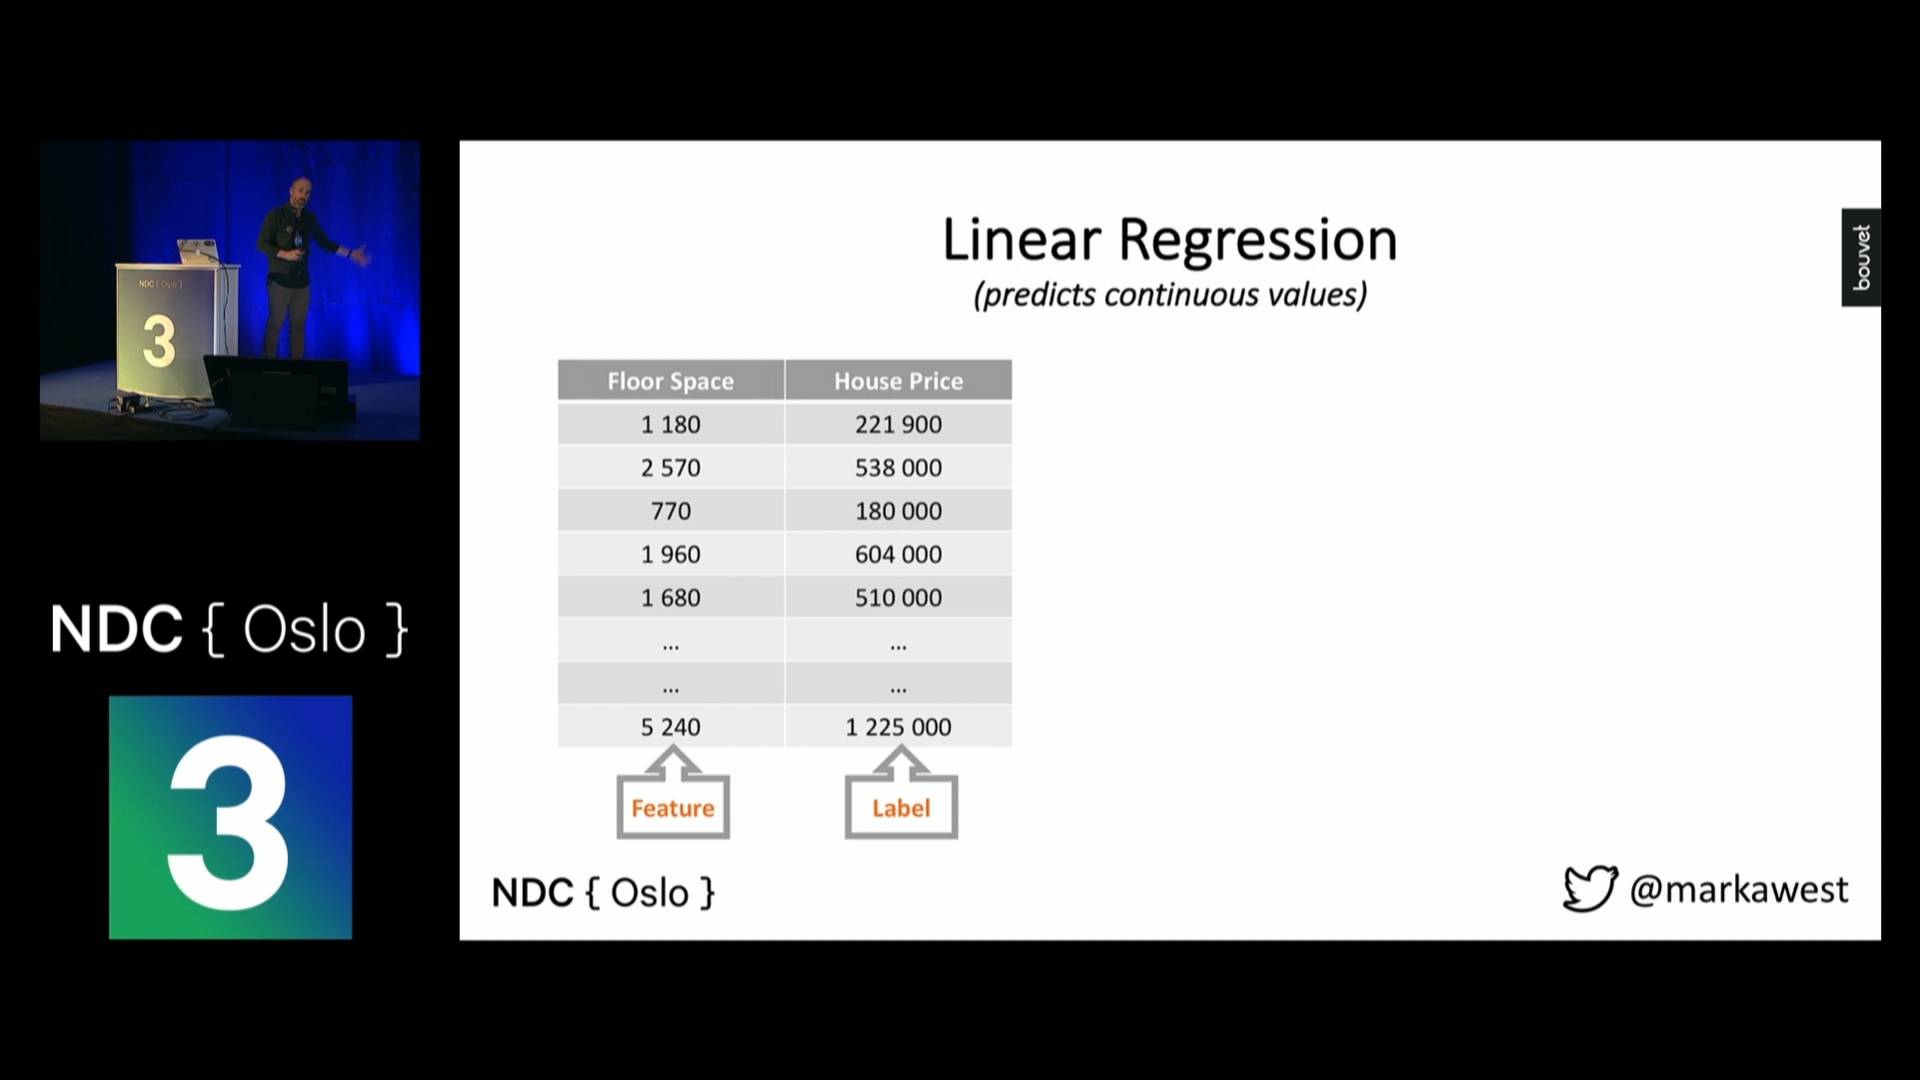 NDC { Oslo }
3
NDC { Oslo }
3
Linear Regression
(predicts continuous values)
bouvet
Floor Space House Price
1 180 221 900
2 570 538 000
770 180 000
1 960 604 000
1 680 510 000
... ...
... ...
5 240 1 225 000
Feature Label
NDC { Oslo }
@markawest